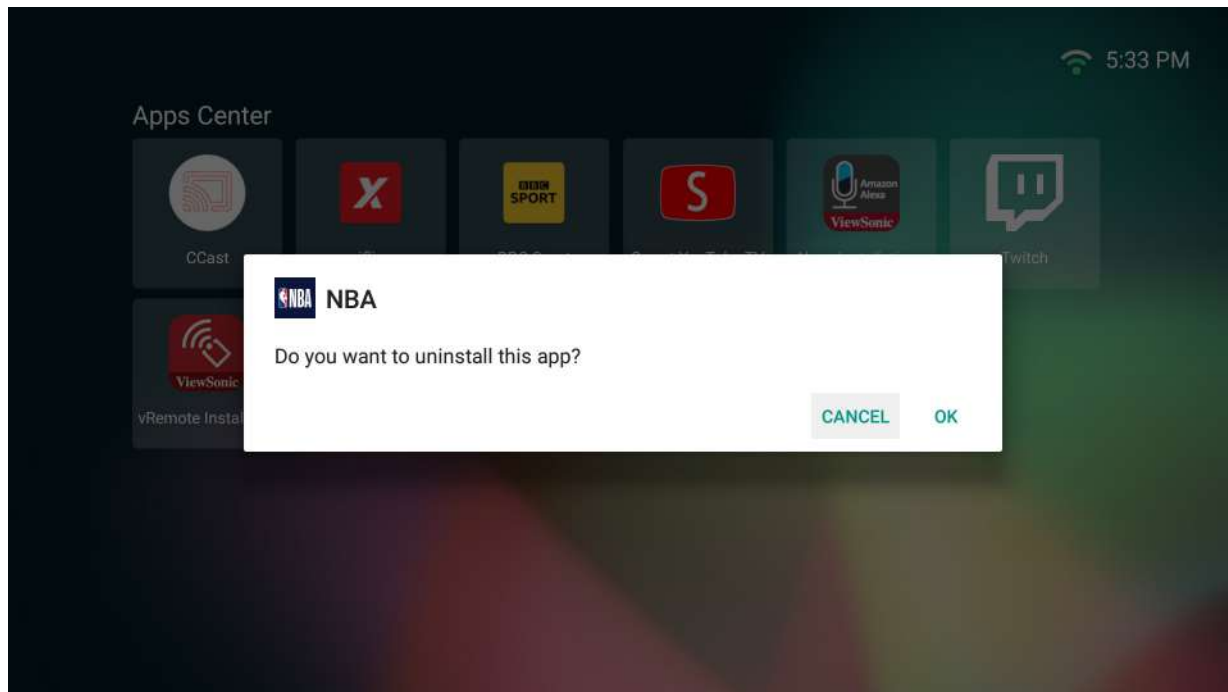 5:33 PM
Apps Center
X
BBC
SPORT
S
Amazon
Alexa
ViewSonic
CCast
Twitch
NBA NBA
Do you want to uninstall this app?
ViewSonic
vRemote Instal
CANCEL OK